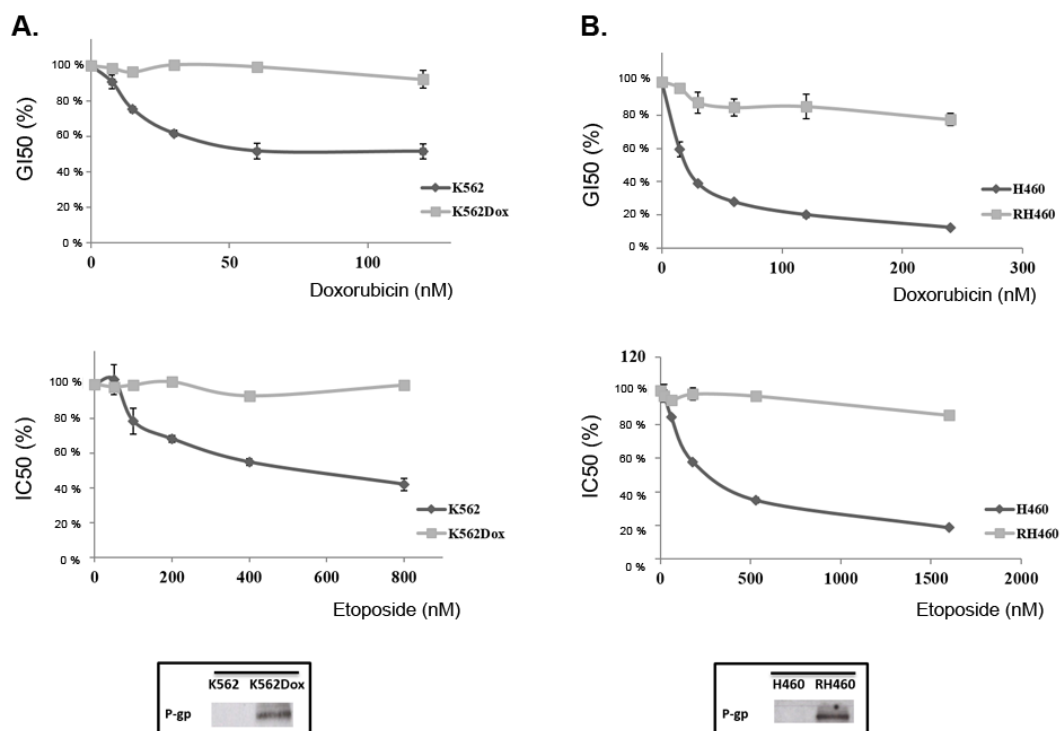 A.
GI50 (%)
100 %
80 %
60 %
40 %
20 %
0 %
0 50 100
Doxorubicin (nM)
K562
K562Dox
B.
GI50 (%)
100 %
80 %
60 %
40 %
20 %
0 %
0 100 200 300
Doxorubicin (nM)
H460
RH460
IC50 (%)
100 %
80 %
60 %
40 %
20 %
0 %
0 200 400 600 800
Etoposide (nM)
K562
K562Dox
IC50 (%)
120
100 %
80 %
60 %
40 %
20 %
0 %
0 500 1000 1500 2000
Etoposide (nM)
H460
RH460
K562 K562Dox
P-gp
H460 RH460
P-gp